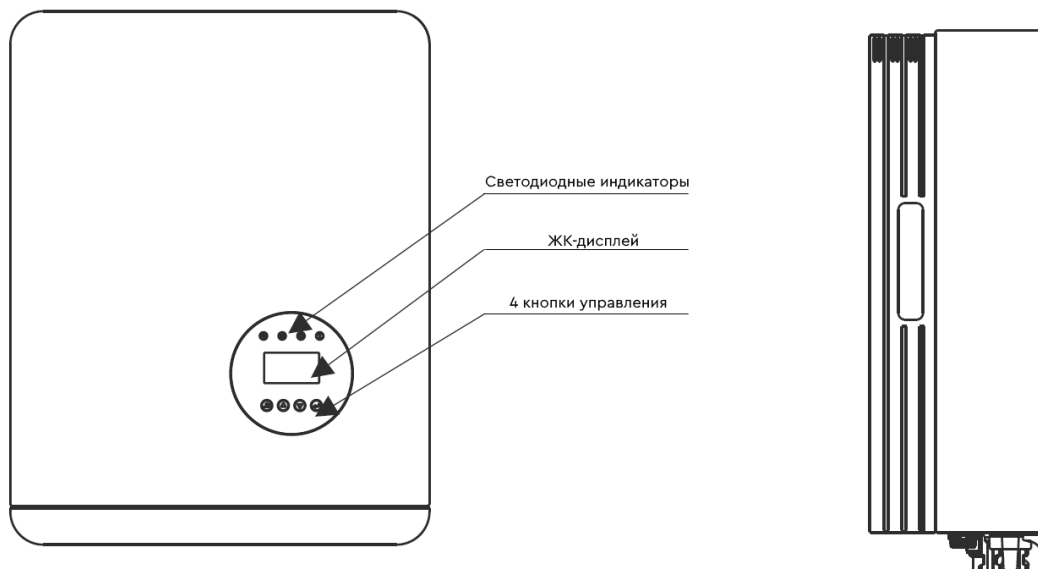 Светодиодные индикаторы
ЖК-дисплей
4 кнопки управления